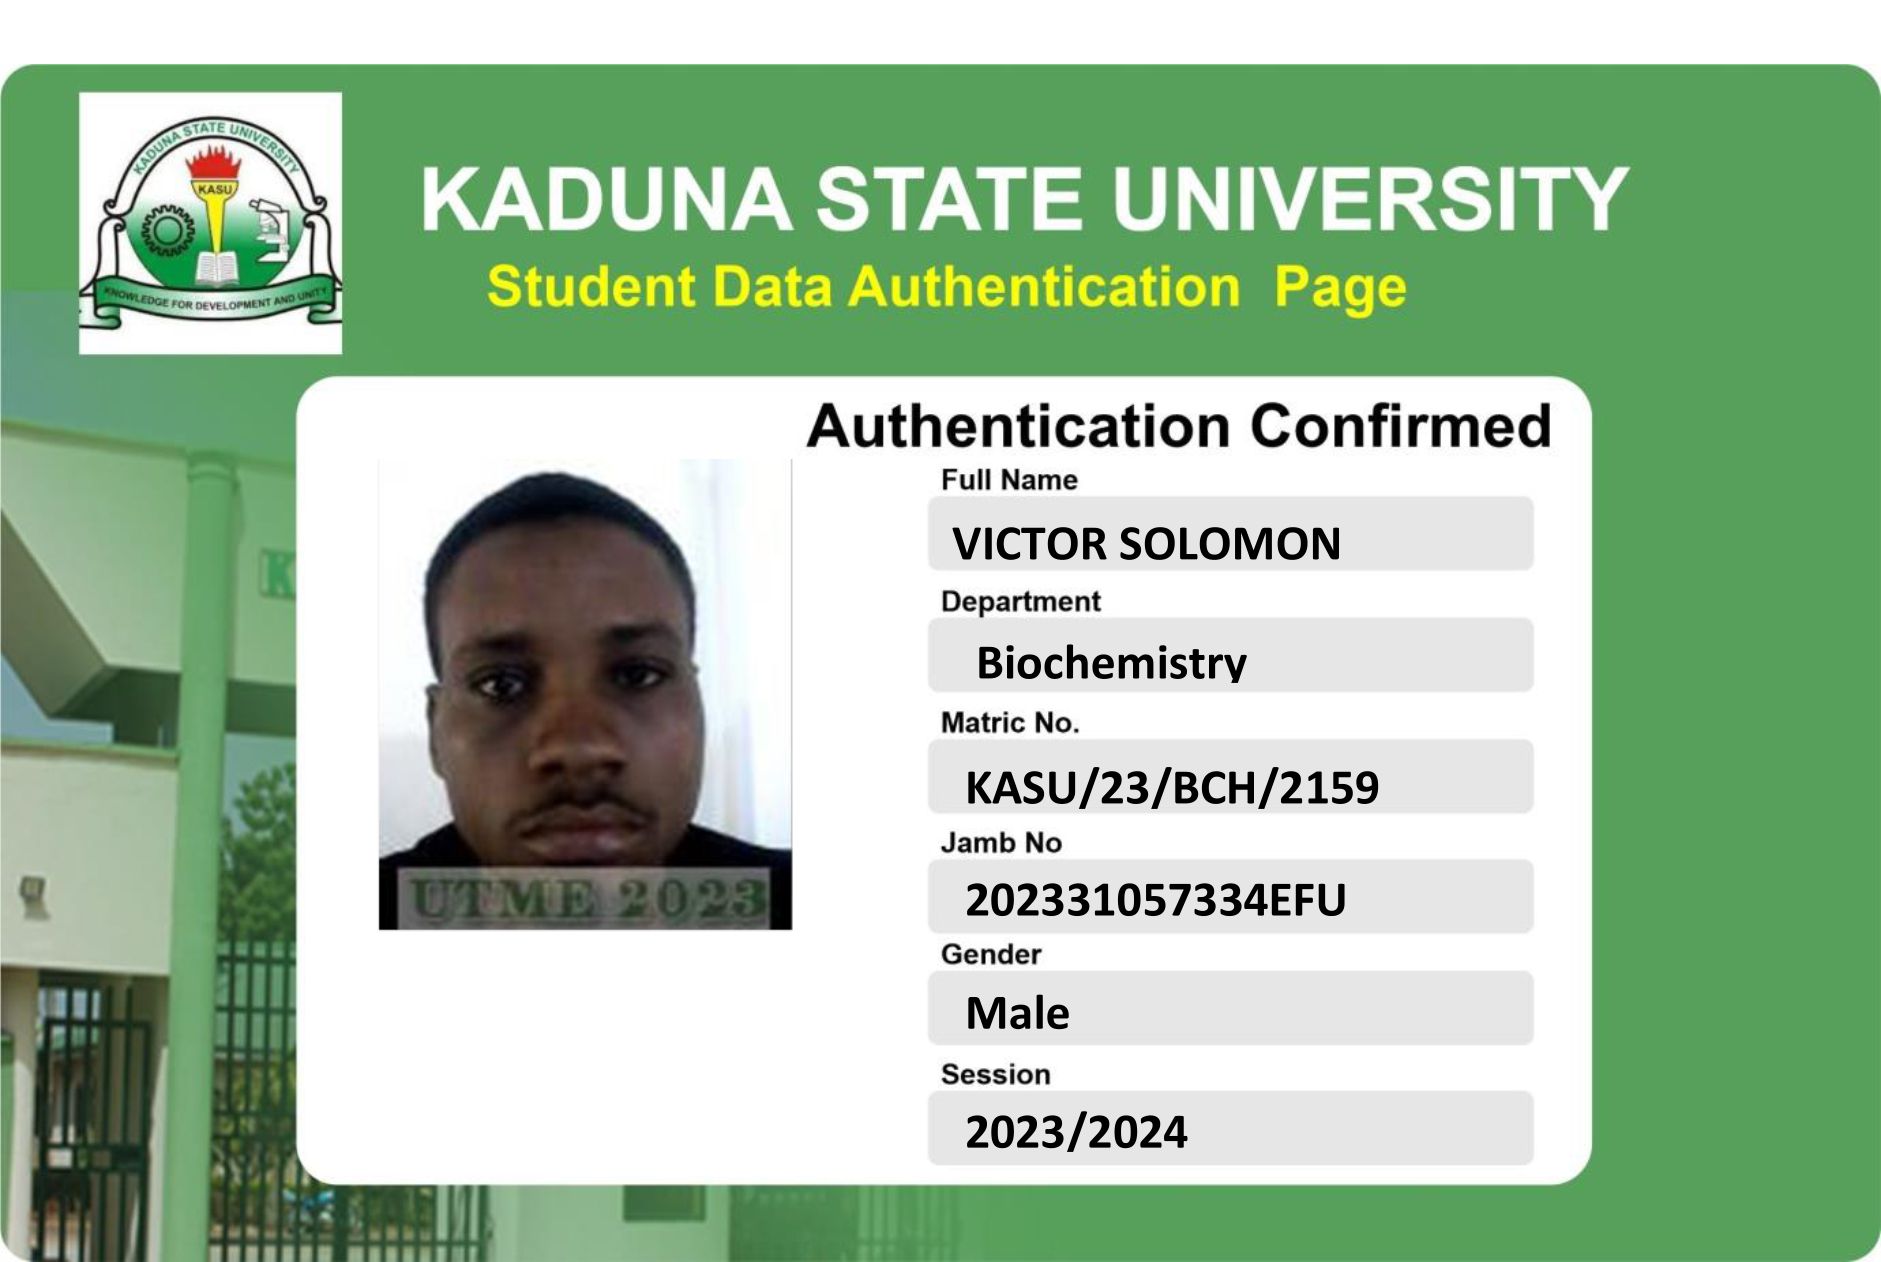 KADUNA STATE UNIVERSITY
KASU
KNOWLEDGE FOR DEVELOPMENT AND UNITY
KADUNA STATE UNIVERSITY
Student Data Authentication Page
Authentication Confirmed
Full Name
VICTOR SOLOMON
Department
Biochemistry
Matric No.
KASU/23/BCH/2159
Jamb No
202331057334EFU
Gender
Male
Session
2023/2024
UTME 2023
K